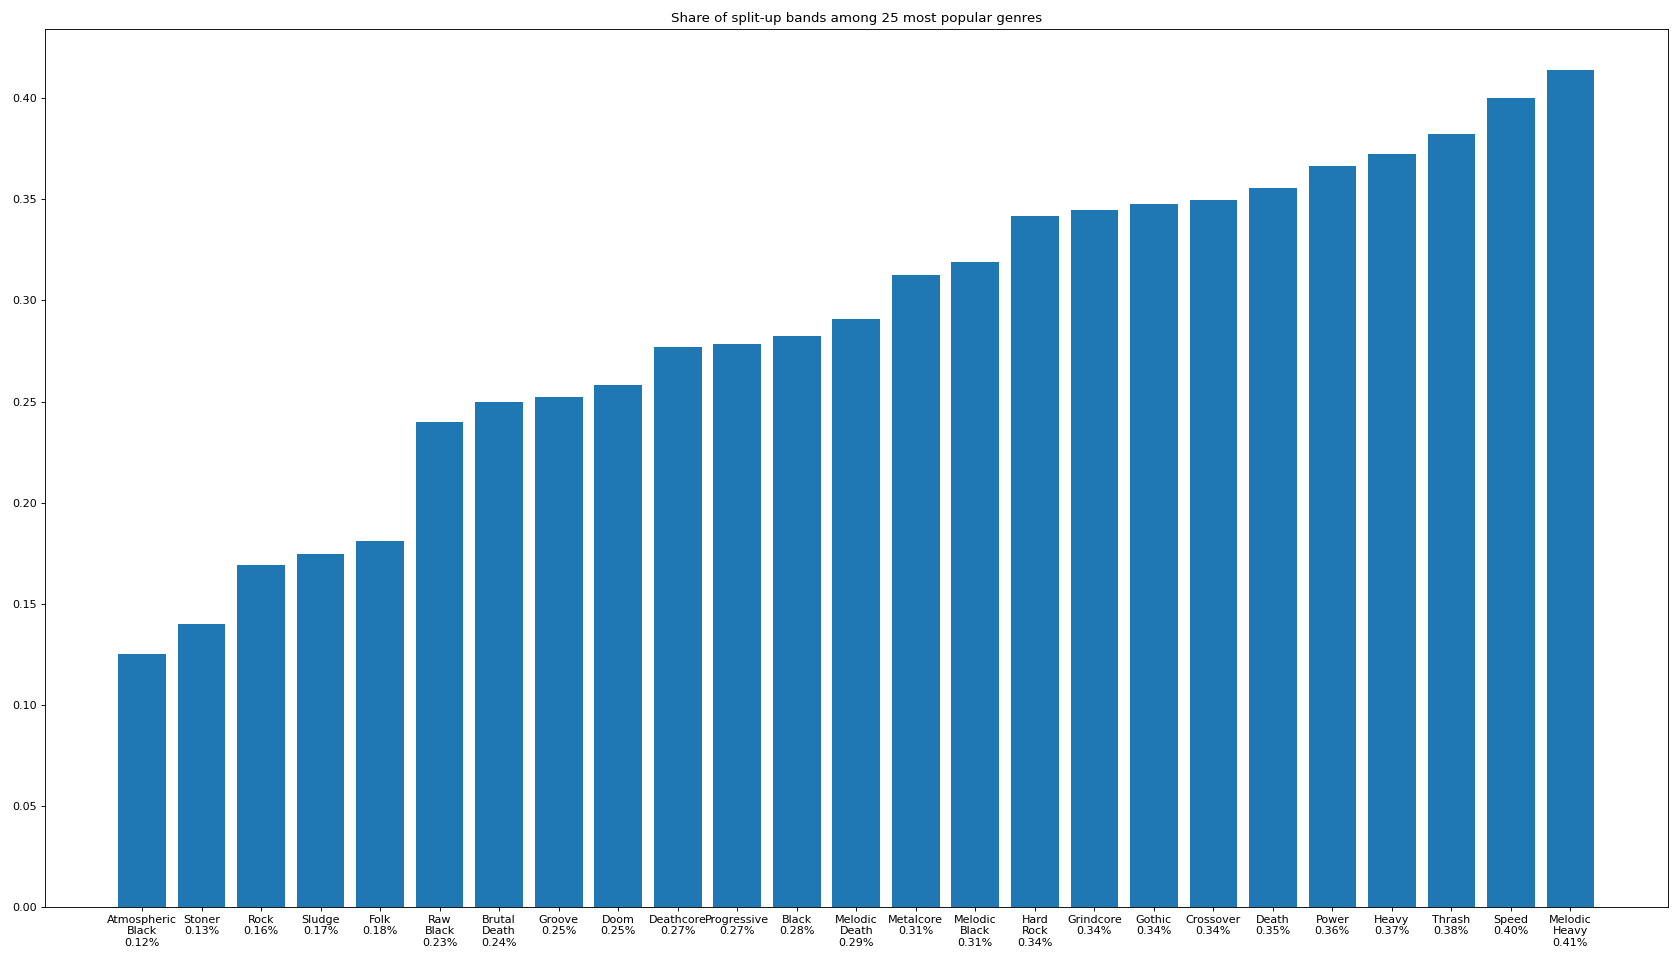 Share of split-up bands among 25 most popular genres
0.40
0.35
0.30
0.25
0.20
0.15
0.10
0.05
0.00
Atmospheric
Black
0.12%
Stoner
0.13%
Rock
0.16%
Sludge
0.17%
Folk
0.18%
Raw
Black
0.23%
Brutal
Death
0.24%
Groove
0.25%
Doom
0.25%
Deathcore
0.27%
Progressive
0.27%
Black
0.28%
Melodic
Death
0.29%
Metalcore
0.31%
Melodic
Black
0.31%
Hard
Rock
0.34%
Grindcore
0.34%
Gothic
0.34%
Crossover
0.34%
Death
0.35%
Power
0.36%
Heavy
0.37%
Thrash
0.38%
Speed
0.40%
Melodic
Heavy
0.41%